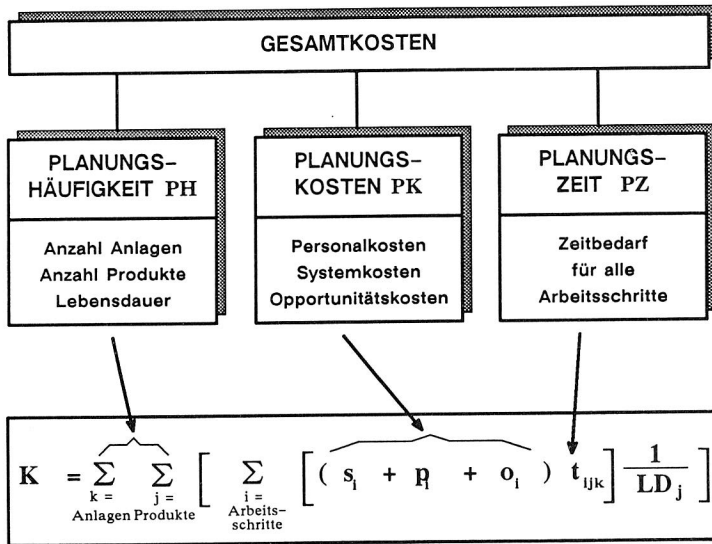 GESAMTKOSTEN
PLANUNGS-
HÄUFIGKEIT PH
Anzahl Anlagen
Anzahl Produkte
Lebensdauer
PLANUNGS-
KOSTEN PK
Personalkosten
Systemkosten
Opportunitätskosten
PLANUNGS-
ZEIT PZ
Zeitbedarf
für alle
Arbeitsschritte
K = ∑ ∑ [ ∑ [ ( s_i + p_i + o_i ) t_ijk ] 1 / LD_j ]
k = j = i =
Anlagen Produkte Arbeits-
schritte